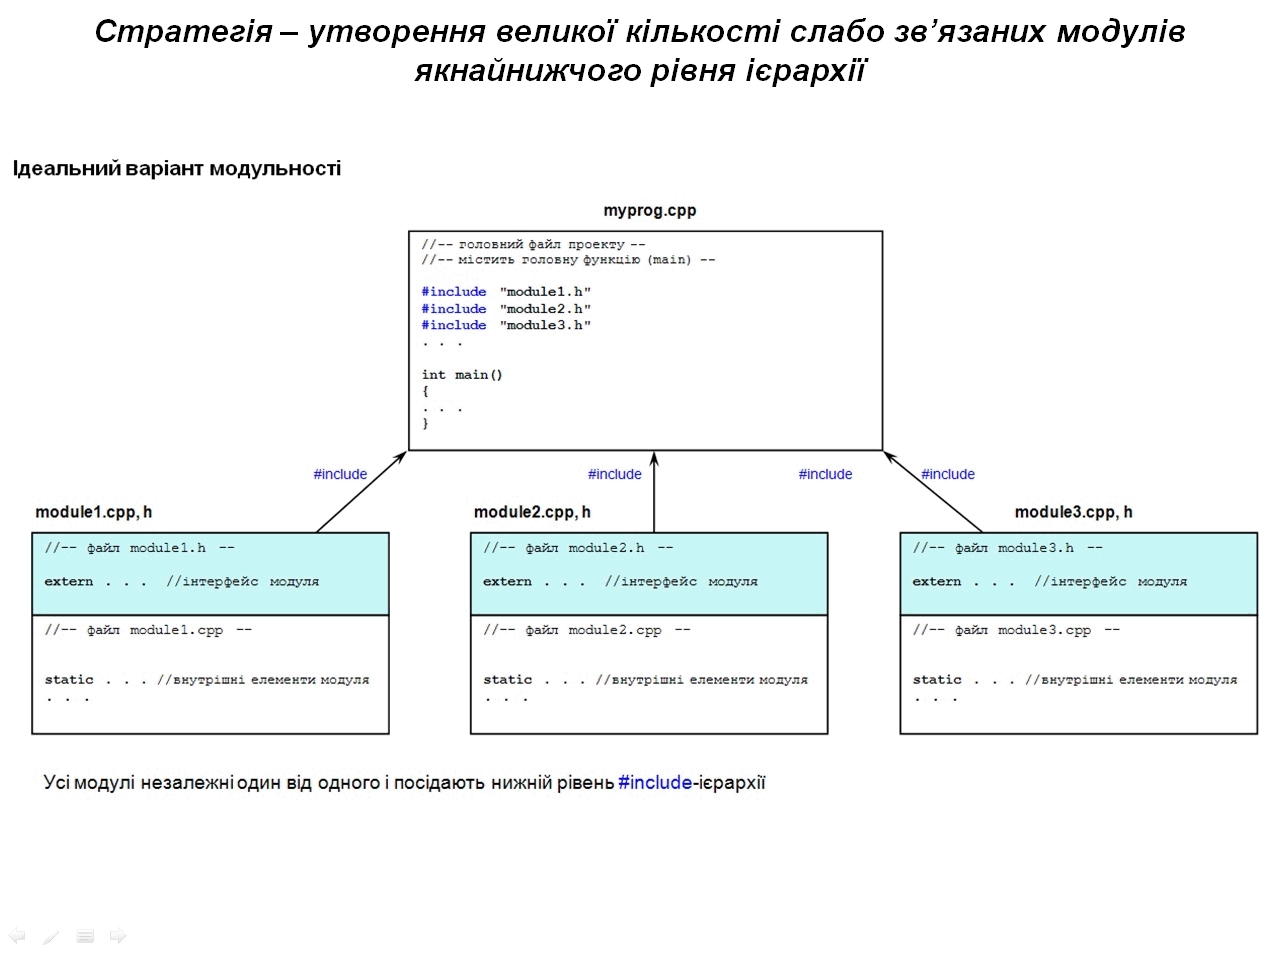 Стратегія – утворення великої кількості слабо зв’язаних модулів
якнайнижчого рівня ієрархії
Ідеальний варіант модульності
myprog.cpp
//-- головний файл проекту --
//-- містить головну функцію (main) --
#include "module1.h"
#include "module2.h"
#include "module3.h"
. . .
int main()
{
. . .
}
#include #include #include #include
module1.cpp, h
//-- файл module1.h --
extern . . . //інтерфейс модуля
//-- файл module1.cpp --
static . . . //внутрішні елементи модуля
. . .
module2.cpp, h
//-- файл module2.h --
extern . . . //інтерфейс модуля
//-- файл module2.cpp --
static . . . //внутрішні елементи модуля
. . .
module3.cpp, h
//-- файл module3.h --
extern . . . //інтерфейс модуля
//-- файл module3.cpp --
static . . . //внутрішні елементи модуля
. . .
Усі модулі незалежні один від одного і посідають нижній рівень #include-ієрархії